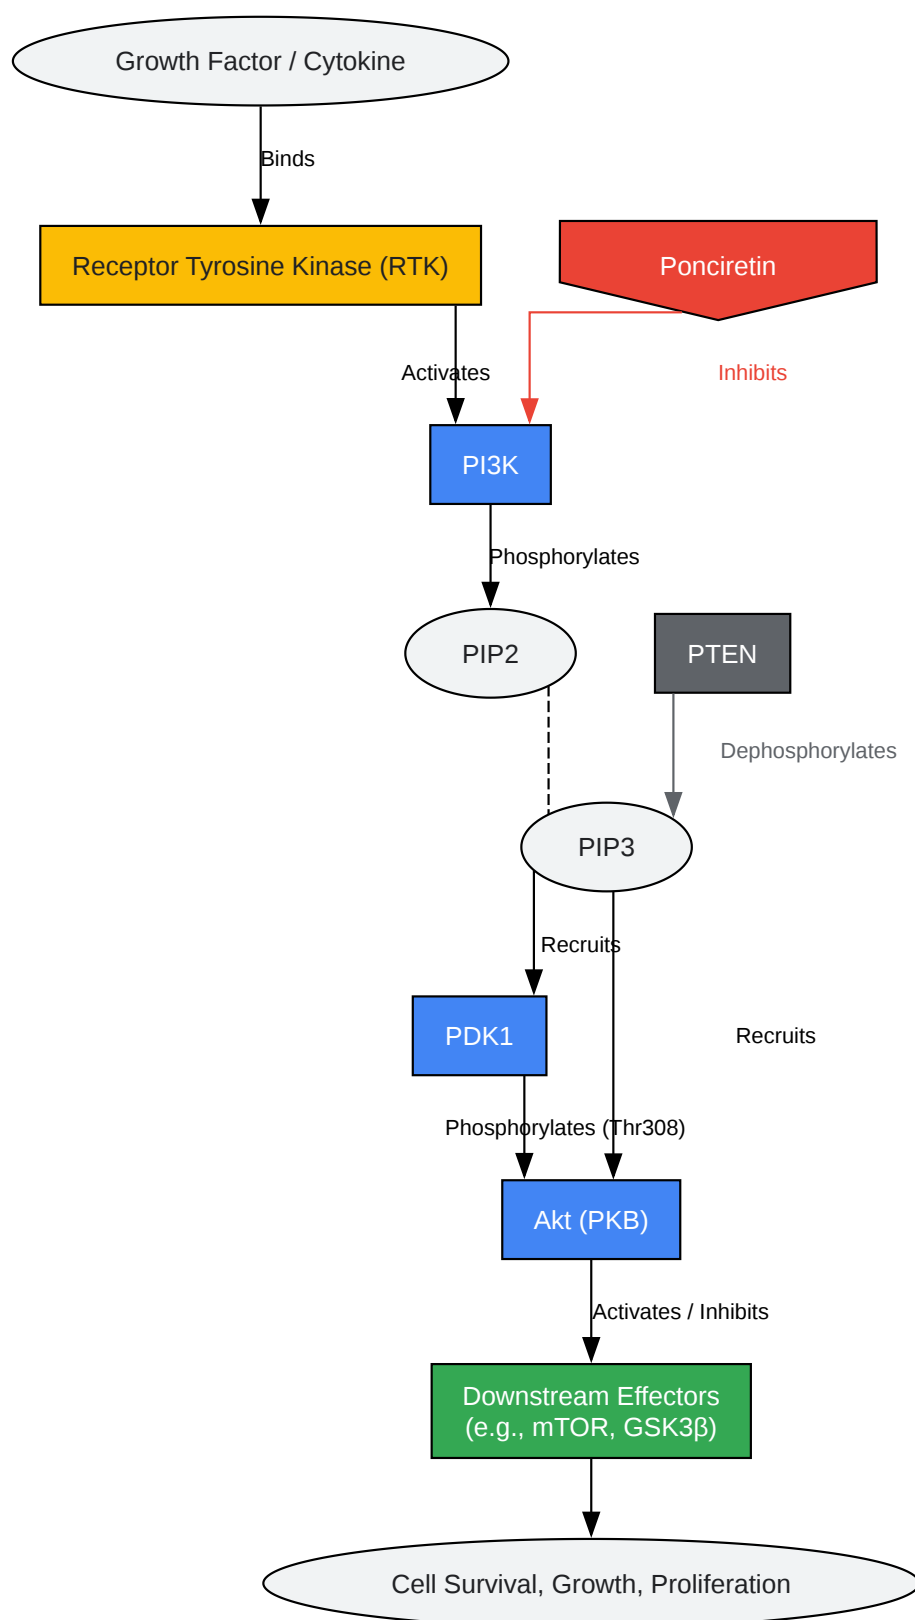 Growth Factor / Cytokine
Binds
Receptor Tyrosine Kinase (RTK)
Ponciretin
Activates
Inhibits
PI3K
Phosphorylates
PIP2
PTEN
Dephosphorylates
PIP3
Recruits
PDK1
Recruits
Phosphorylates (Thr308)
Akt (PKB)
Activates / Inhibits
Downstream Effectors
(e.g., mTOR, GSK3β)
Cell Survival, Growth, Proliferation